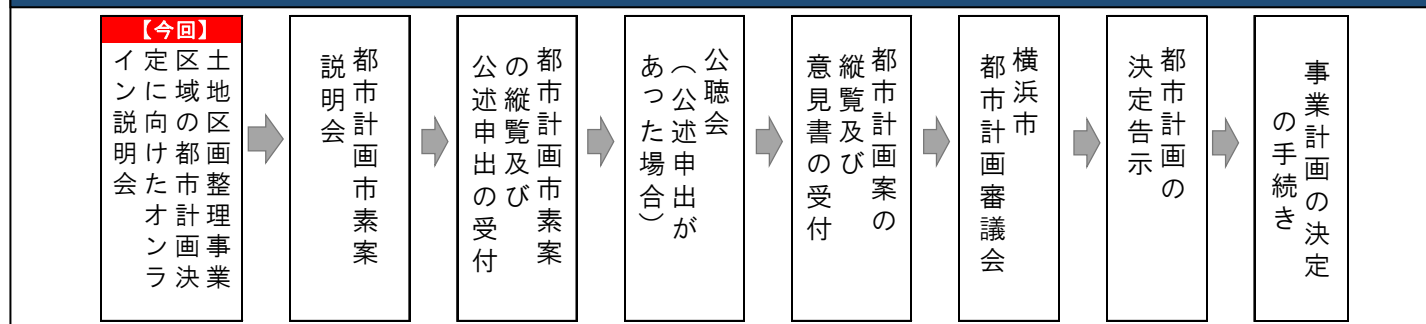 【今回】
土地区画整理事業
区域の都市計画決
定に向けたオンラ
イン説明会
都市計画市素案
説明会
都市計画市素案
の縦覧及び
公述申出の受付
公聴会
（公述申出が
あった場合）
都市計画案の
縦覧及び
意見書の受付
横浜市
都市計画審議会
都市計画の
決定告示
事業計画の決定
の手続き